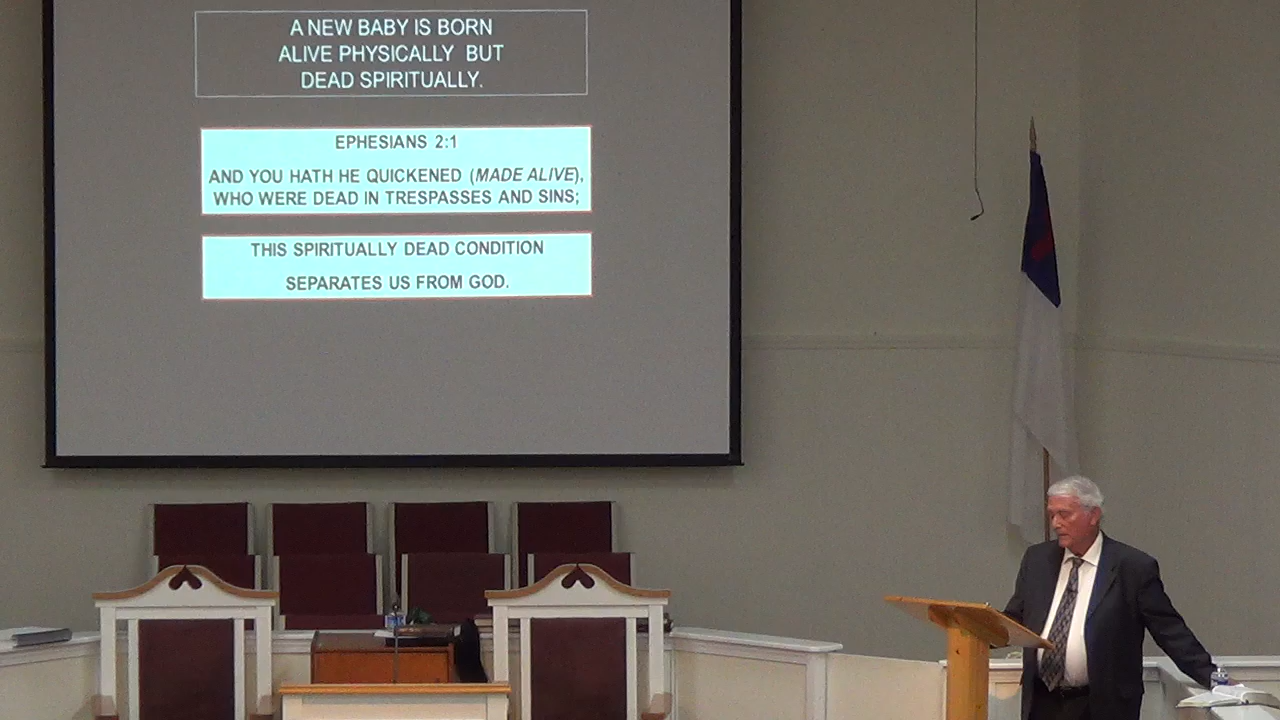 A NEW BABY IS BORN
ALIVE PHYSICALLY BUT
DEAD SPIRITUALLY.
EPHESIANS 2:1
AND YOU HATH HE QUICKENED (MADE ALIVE),
WHO WERE DEAD IN TRESPASSES AND SINS;
THIS SPIRITUALLY DEAD CONDITION
SEPARATES US FROM GOD.